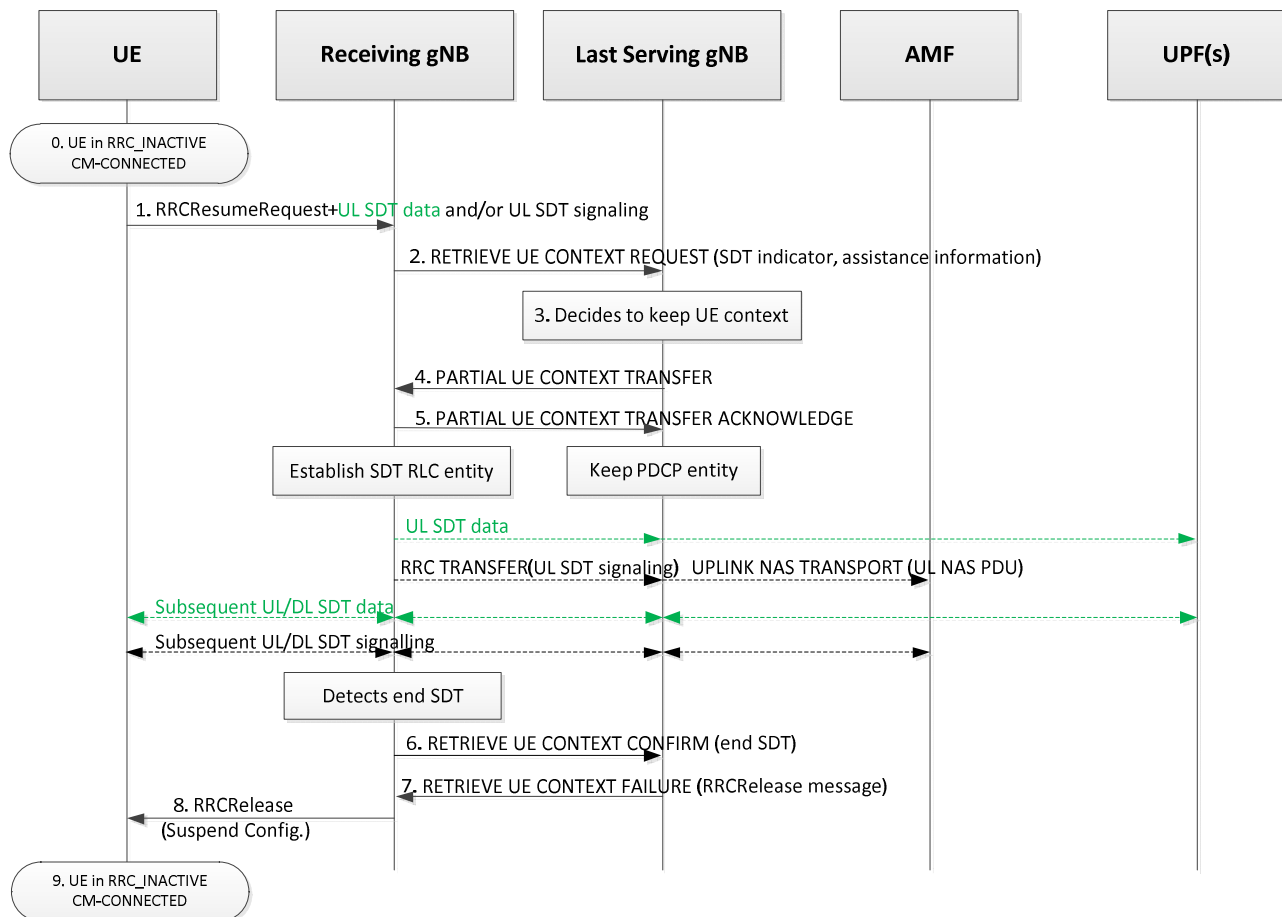 UE
Receiving gNB
Last Serving gNB
AMF
UPF(s)
0. UE in RRC_INACTIVE
CM-CONNECTED
1. RRCResumeRequest+UL SDT data and/or UL SDT signaling
2. RETRIEVE UE CONTEXT REQUEST (SDT indicator, assistance information)
3. Decides to keep UE context
4. PARTIAL UE CONTEXT TRANSFER
5. PARTIAL UE CONTEXT TRANSFER ACKNOWLEDGE
Establish SDT RLC entity
Keep PDCP entity
UL SDT data
RRC TRANSFER(UL SDT signaling)
UPLINK NAS TRANSPORT (UL NAS PDU)
Subsequent UL/DL SDT data
Subsequent UL/DL SDT signalling
Detects end SDT
6. RETRIEVE UE CONTEXT CONFIRM (end SDT)
7. RETRIEVE UE CONTEXT FAILURE (RRCRelease message)
8. RRCRelease
(Suspend Config.)
9. UE in RRC_INACTIVE
CM-CONNECTED